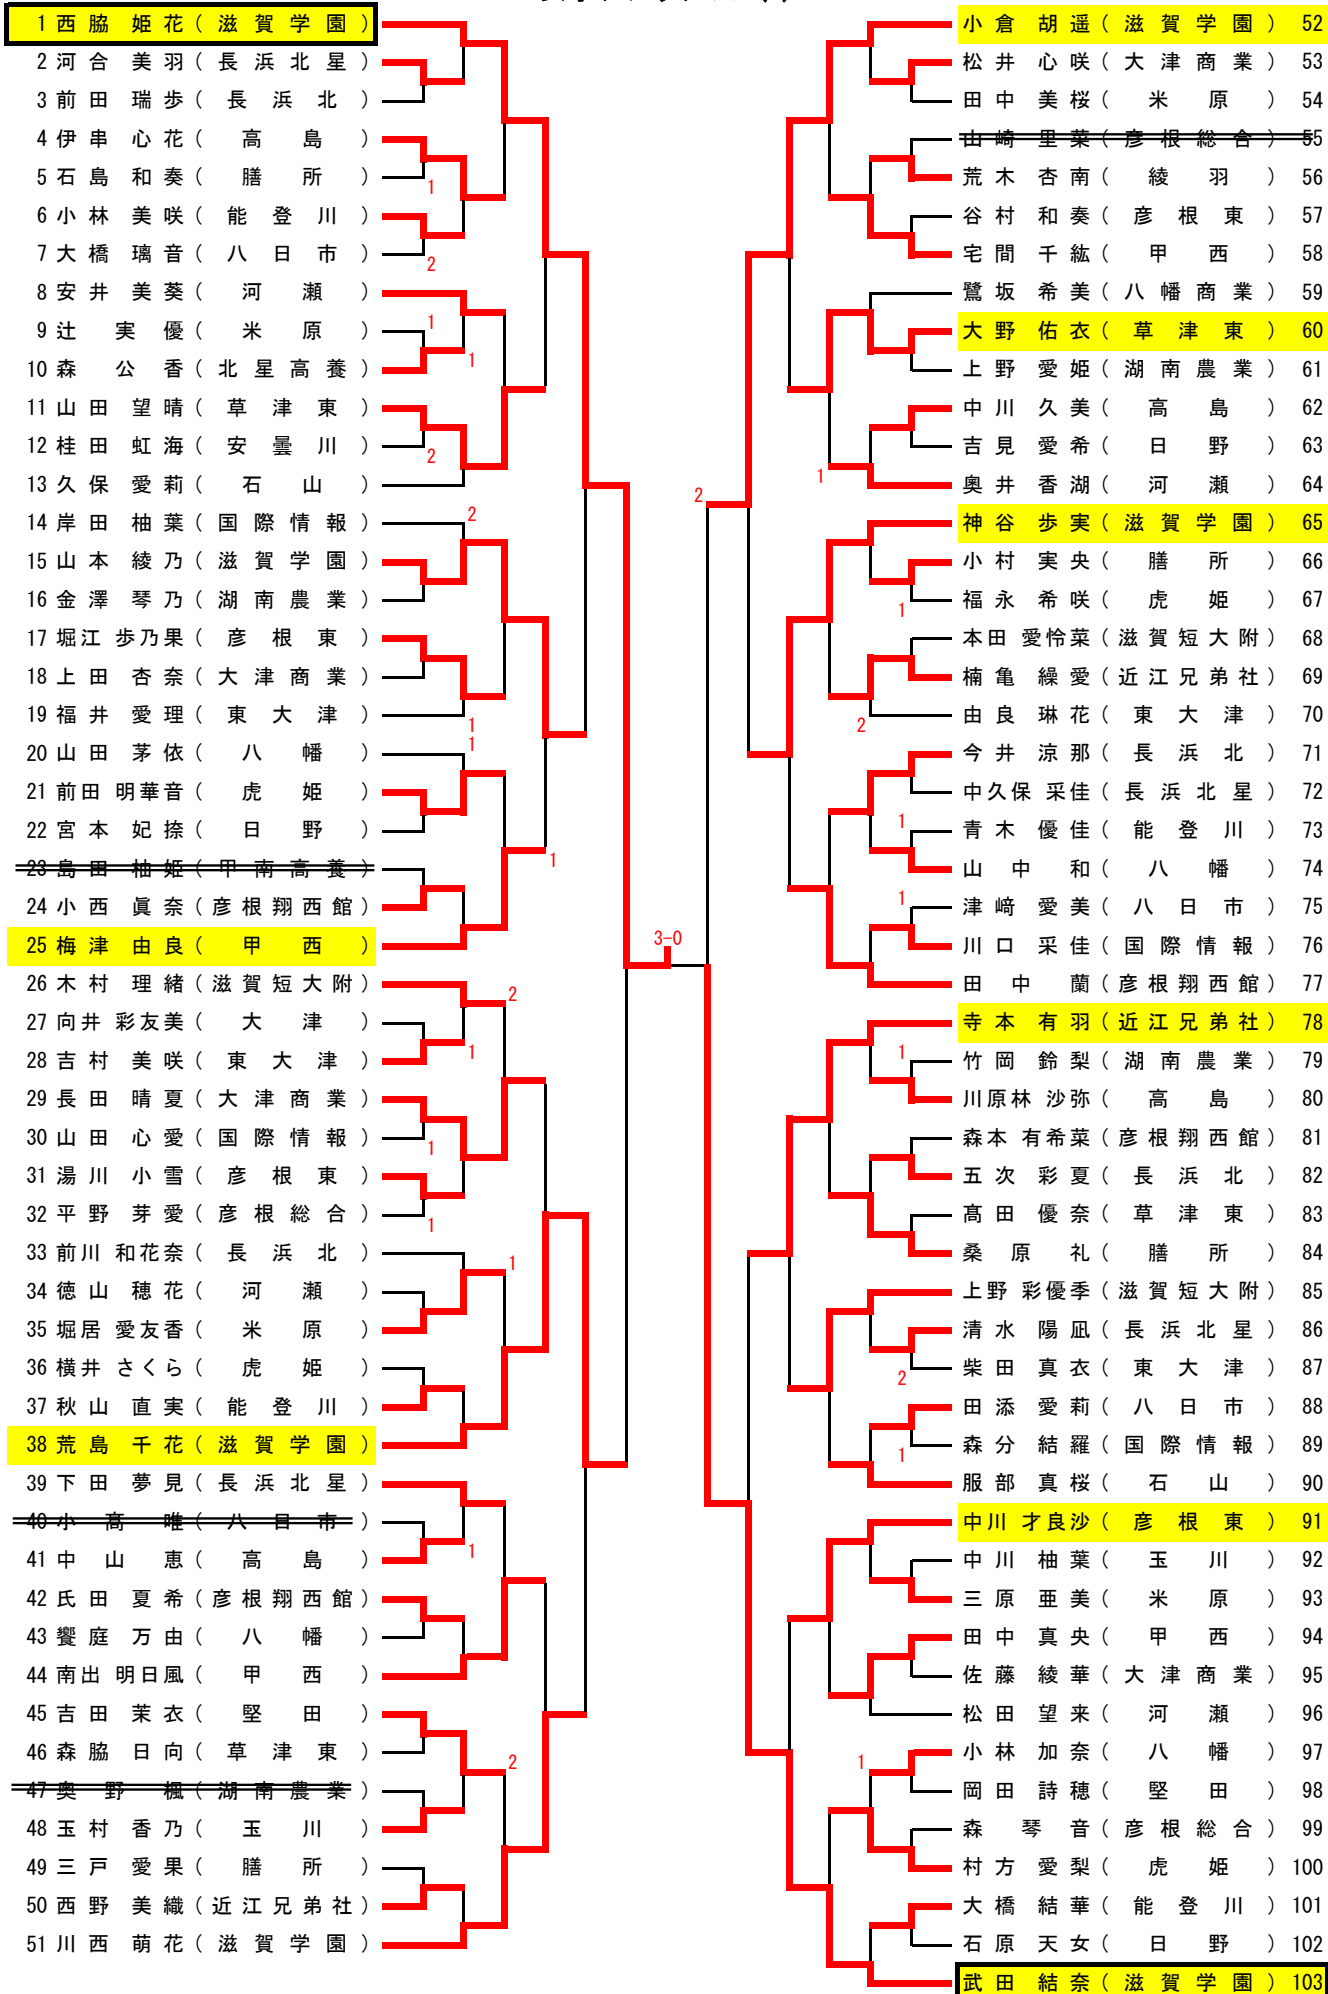 1 西脇 姫花 ( 滋賀学園 )
2 河合 美羽 ( 長浜北星 )
3 前田 瑞歩 ( 長浜北 )
4 伊串 心花 ( 高島 )
5 石島 和奏 ( 膳所 )
1
6 小林 美咲 ( 能登川 )
7 大橋 璃音 ( 八日市 )
2
8 安井 美葵 ( 河瀬 )
1
9 辻 実優 ( 米原 )
10 森 公香 ( 北星高養 )
1
11 山田 望晴 ( 草津東 )
12 桂田 虹海 ( 安曇川 )
2
13 久保 愛莉 ( 石山 )
14 岸田 柚葉 ( 国際情報 )
2
15 山本 綾乃 ( 滋賀学園 )
16 金澤 琴乃 ( 湖南農業 )
17 堀江 歩乃果 ( 彦根東 )
18 上田 杏奈 ( 大津商業 )
19 福井 愛理 ( 東大津 )
1
1
20 山田 茅依 ( 八幡 )
21 前田 明華音 ( 虎姫 )
22 宮本 妃捺 ( 日野 )
23 島田 柚姫 ( 甲南高養 )
1
24 小西 眞奈 ( 彦根翔西館 )
25 梅津 由良 ( 甲西 )
26 木村 理緒 ( 滋賀短大附 )
2
27 向井 彩友美 ( 大津 )
28 吉村 美咲 ( 東大津 )
1
29 長田 晴夏 ( 大津商業 )
30 山田 心愛 ( 国際情報 )
1
31 湯川 小雪 ( 彦根東 )
32 平野 芽愛 ( 彦根総合 )
1
33 前川 和花奈 ( 長浜北 )
1
34 徳山 穂花 ( 河瀬 )
35 堀居 愛友香 ( 米原 )
36 横井 さくら ( 虎姫 )
37 秋山 直実 ( 能登川 )
38 荒島 千花 ( 滋賀学園 )
39 下田 夢見 ( 長浜北星 )
40 小髙 唯 ( 八日市 )
41 中山 恵 ( 高島 )
1
42 氏田 夏希 ( 彦根翔西館 )
43 饗庭 万由 ( 八幡 )
44 南出 明日風 ( 甲西 )
45 吉田 茉衣 ( 堅田 )
46 森脇 日向 ( 草津東 )
2
47 奥野 楓 ( 湖南農業 )
48 玉村 香乃 ( 玉川 )
49 三戸 愛果 ( 膳所 )
50 西野 美織 ( 近江兄弟社 )
51 川西 萌花 ( 滋賀学園 )
3-0
2
小倉 胡遥 ( 滋賀学園 ) 52
松井 心咲 ( 大津商業 ) 53
田中 美桜 ( 米原 ) 54
山崎 里菜 ( 彦根総合 ) 55
荒木 杏南 ( 綾羽 ) 56
谷村 和奏 ( 彦根東 ) 57
宅間 千紘 ( 甲西 ) 58
鷺坂 希美 ( 八幡商業 ) 59
大野 佑衣 ( 草津東 ) 60
上野 愛姫 ( 湖南農業 ) 61
中川 久美 ( 高島 ) 62
吉見 愛希 ( 日野 ) 63
1
奥井 香湖 ( 河瀬 ) 64
神谷 歩実 ( 滋賀学園 ) 65
小村 実央 ( 膳所 ) 66
1
福永 希咲 ( 虎姫 ) 67
本田 愛怜菜 ( 滋賀短大附 ) 68
楠亀 繰愛 ( 近江兄弟社 ) 69
2
由良 琳花 ( 東大津 ) 70
今井 涼那 ( 長浜北 ) 71
中久保 采佳 ( 長浜北星 ) 72
1
青木 優佳 ( 能登川 ) 73
山中 和 ( 八幡 ) 74
1
津﨑 愛美 ( 八日市 ) 75
川口 采佳 ( 国際情報 ) 76
田中 蘭 ( 彦根翔西館 ) 77
寺本 有羽 ( 近江兄弟社 ) 78
1
竹岡 鈴梨 ( 湖南農業 ) 79
川原林 沙弥 ( 高島 ) 80
森本 有希菜 ( 彦根翔西館 ) 81
五次 彩夏 ( 長浜北 ) 82
髙田 優奈 ( 草津東 ) 83
桑原 礼 ( 膳所 ) 84
上野 彩優季 ( 滋賀短大附 ) 85
清水 陽凪 ( 長浜北星 ) 86
2
柴田 真衣 ( 東大津 ) 87
田添 愛莉 ( 八日市 ) 88
1
森分 結羅 ( 国際情報 ) 89
服部 真桜 ( 石山 ) 90
中川 才良沙 ( 彦根東 ) 91
中川 柚葉 ( 玉川 ) 92
三原 亜美 ( 米原 ) 93
田中 真央 ( 甲西 ) 94
佐藤 綾華 ( 大津商業 ) 95
松田 望来 ( 河瀬 ) 96
1
小林 加奈 ( 八幡 ) 97
岡田 詩穂 ( 堅田 ) 98
森 琴音 ( 彦根総合 ) 99
村方 愛梨 ( 虎姫 ) 100
大橋 結華 ( 能登川 ) 101
石原 天女 ( 日野 ) 102
武田 結奈 ( 滋賀学園 ) 103